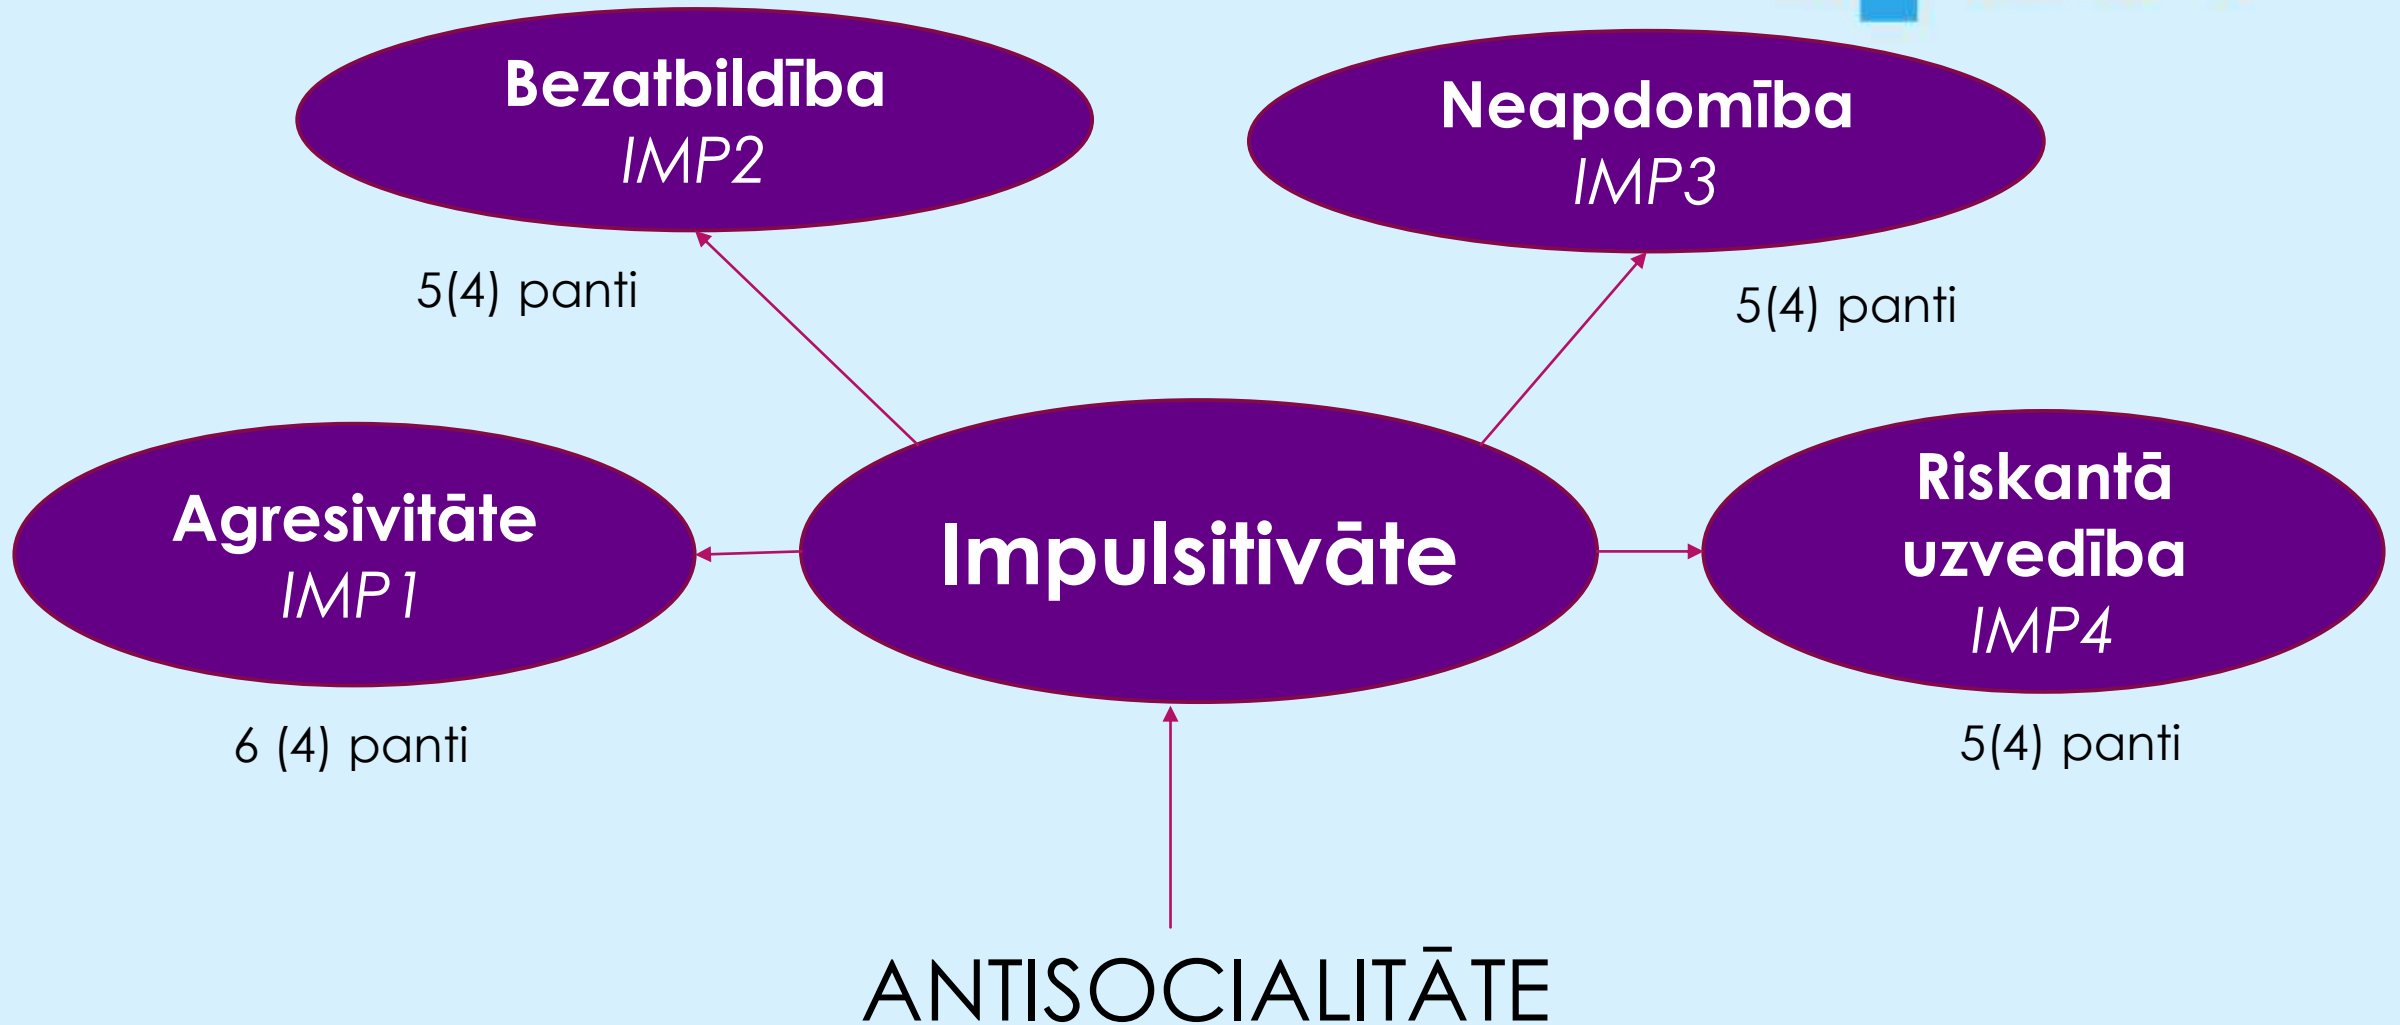 Bezatbildība
IMP2
Neapdomība
IMP3
5(4) panti
5(4) panti
Agresivitāte
IMP1
Impulsitivāte
Riskantā
uzvedība
IMP4
6 (4) panti
5(4) panti
ANTISOCIALITĀTE